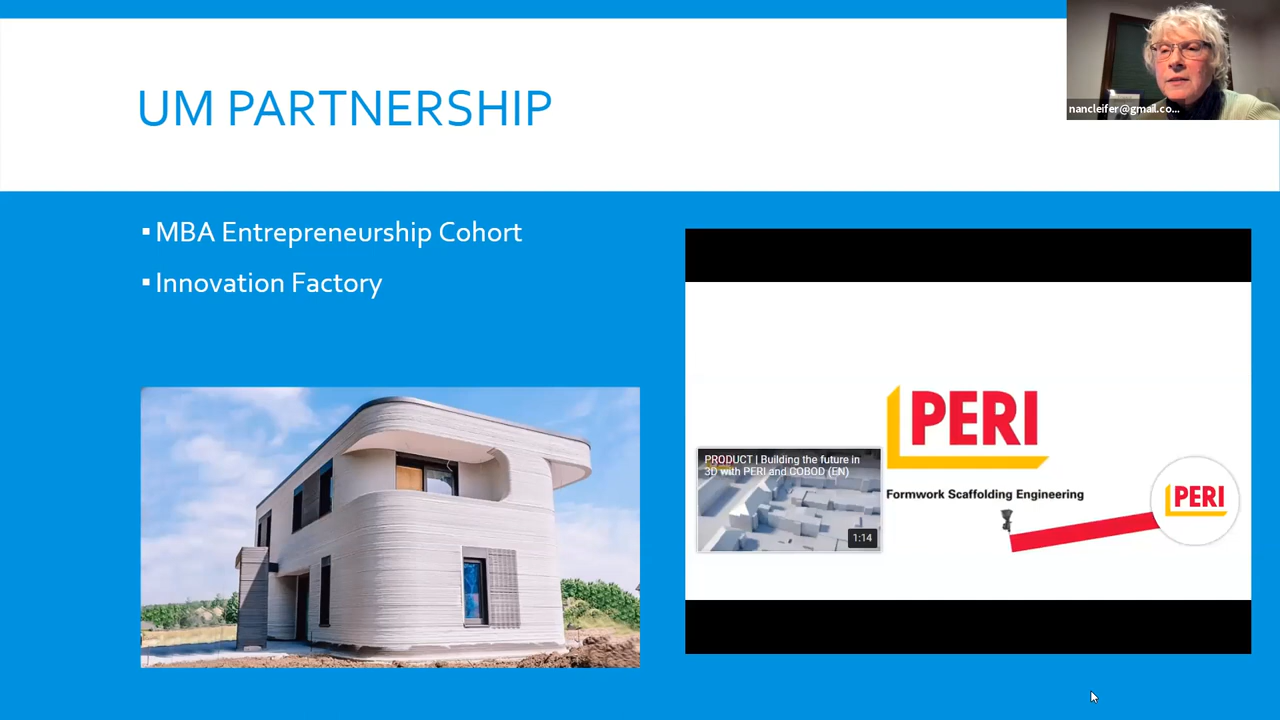 UM PARTNERSHIP
nancleifer@gmail.co...
▪ MBA Entrepreneurship Cohort
▪ Innovation Factory
PERI
PRODUCT | Building the future in
3D with PERI and COBOD (EN)
1:14
Formwork Scaffolding Engineering
PERI